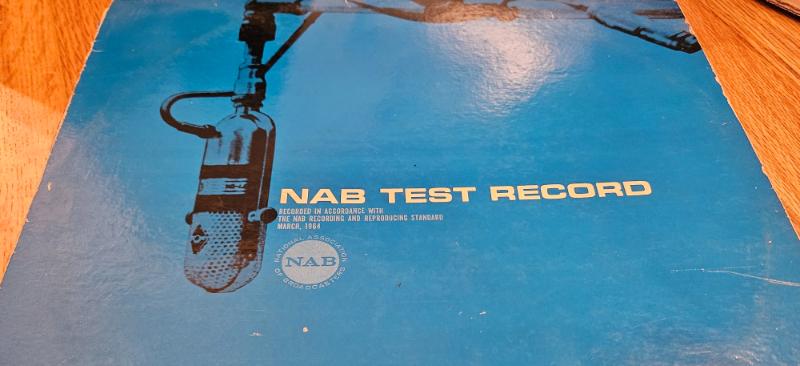 NAB TEST RECORD
RECORDED IN ACCORDANCE WITH
THE NAB RECORDING AND REPRODUCING STANDARD
MARCH, 1964
NATIONAL ASSOCIATION
NAB
OF BROADCASTERS